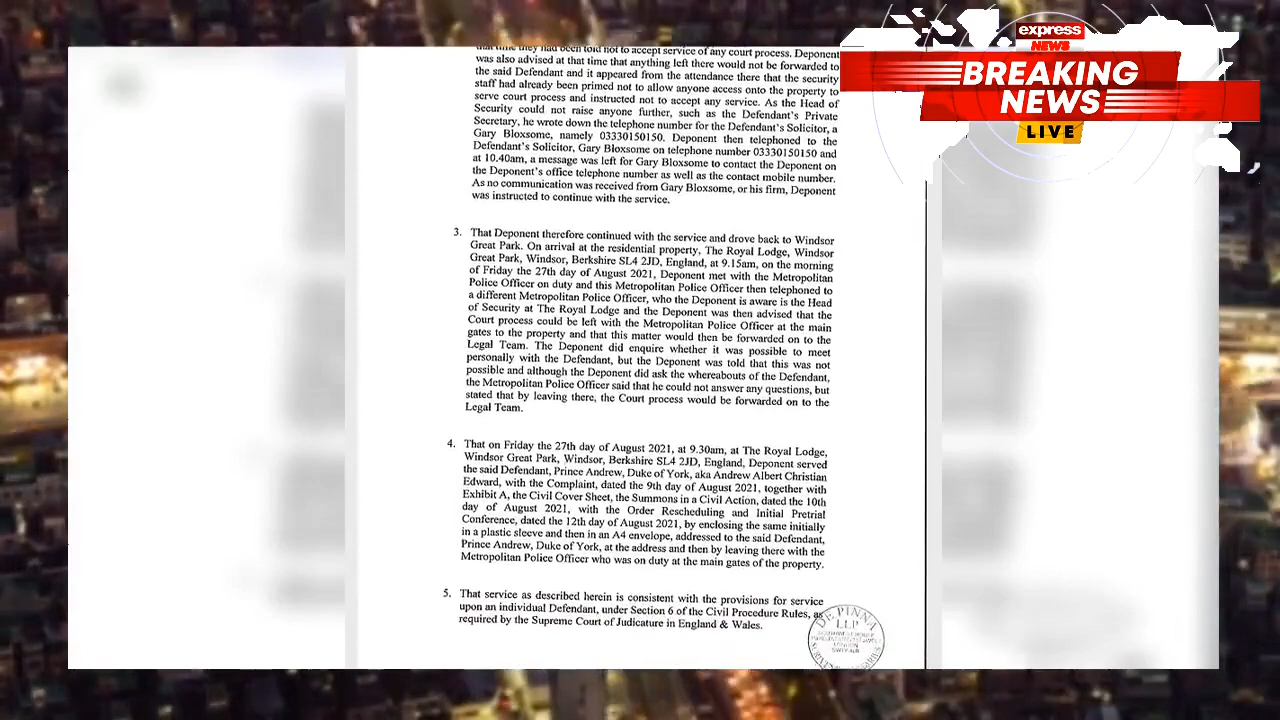 express
NEWS
BREAKING
NEWS
LIVE
that time they had been told not to accept service of any court process. Deponent
was also advised at that time that anything left there would not be forwarded to
the said Defendant and it appeared from the attendance there that the security
staff had already been primed not to allow anyone access onto the property to
serve court process and instructed not to accept any service. As the Head of
Security could not raise anyone further, such as the Defendant's Private
Secretary, he wrote down the telephone number for the Defendant's Solicitor, a
Gary Bloxsome, namely 03330150150. Deponent then telephoned to the
Defendant's Solicitor, Gary Bloxsome on telephone number 03330150150 and
at 10.40am, a message was left for Gary Bloxsome to contact the Deponent on
the Deponent's office telephone number as well as the contact mobile number.
As no communication was received from Gary Bloxsome, or his firm, Deponent
was instructed to continue with the service.
3. That Deponent therefore continued with the service and drove back to Windsor
Great Park. On arrival at the residential property, The Royal Lodge, Windsor
Great Park, Windsor, Berkshire SL4 2JD, England, at 9.15am, on the morning
of Friday the 27th day of August 2021, Deponent met with the Metropolitan
Police Officer on duty and this Metropolitan Police Officer then telephoned to
a different Metropolitan Police Officer, who the Deponent is aware is the Head
of Security at The Royal Lodge and the Deponent was then advised that the
Court process could be left with the Metropolitan Police Officer at the main
gates to the property and that this matter would then be forwarded on to the
Legal Team. The Deponent did enquire whether it was possible to meet
personally with the Defendant, but the Deponent was told that this was not
possible and although the Deponent did ask the whereabouts of the Defendant,
the Metropolitan Police Officer said that he could not answer any questions, but
stated that by leaving there, the Court process would be forwarded on to the
Legal Team.
4. That on Friday the 27th day of August 2021, at 9.30am, at The Royal Lodge,
Windsor Great Park, Windsor, Berkshire SL4 2JD, England, Deponent served
the said Defendant, Prince Andrew, Duke of York, aka Andrew Albert Christian
Edward, with the Complaint, dated the 9th day of August 2021, together with
Exhibit A, the Civil Cover Sheet, the Summons in a Civil Action, dated the 10th
day of August 2021, with the Order Rescheduling and Initial Pretrial
Conference, dated the 12th day of August 2021, by enclosing the same initially
in a plastic sleeve and then in an A4 envelope, addressed to the said Defendant,
Prince Andrew, Duke of York, at the address and then by leaving there with the
Metropolitan Police Officer who was on duty at the main gates of the property.
5. That service as described herein is consistent with the provisions for service
upon an individual Defendant, under Section 6 of the Civil Procedure Rules, as
required by the Supreme Court of Judicature in England & Wales.
DE PINNA
LLP
LONDON